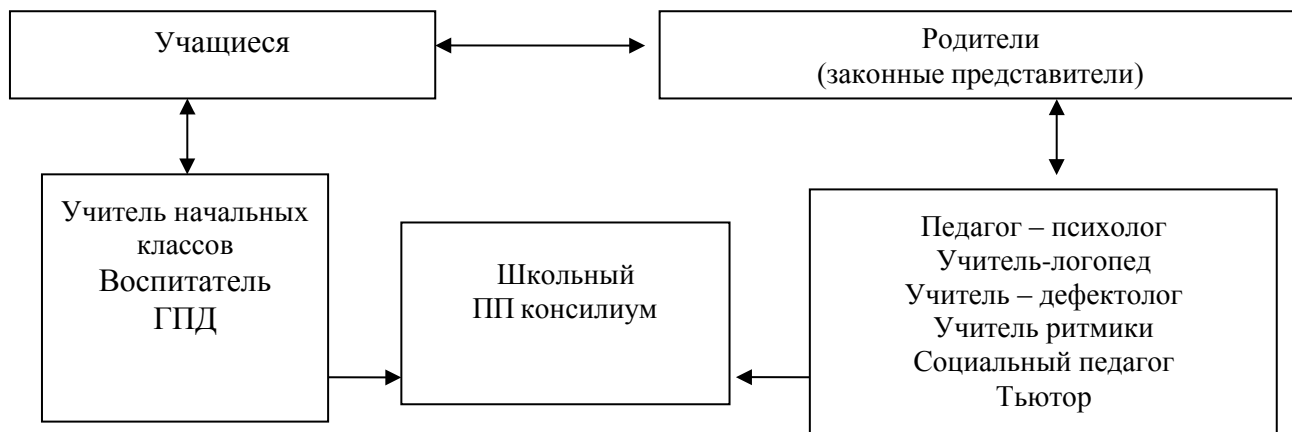 Учащиеся
Родители
(законные представители)
Учитель начальных
классов
Воспитатель
ГПД
Школьный
ПП консилиум
Педагог – психолог
Учитель-логопед
Учитель – дефектолог
Учитель ритмики
Социальный педагог
Тьютор